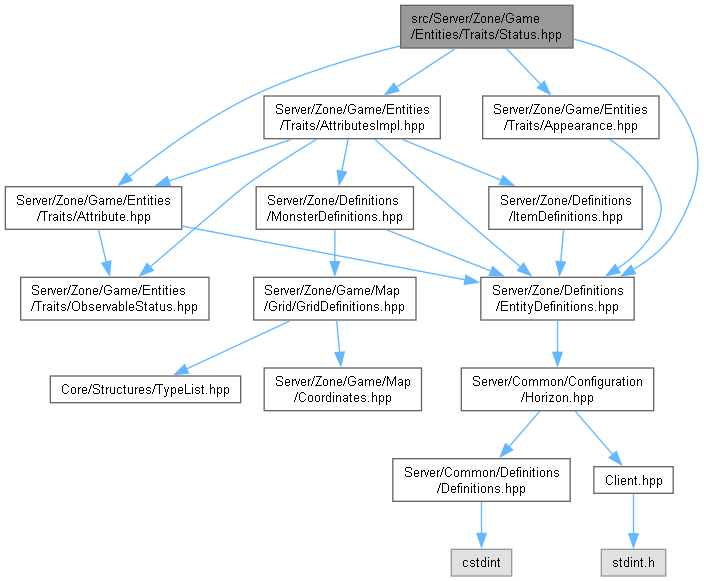 src/Server/Zone/Game
/Entities/Traits/Status.hpp
Server/Zone/Game/Entities
/Traits/AttributesImpl.hpp
Server/Zone/Game/Entities
/Traits/Appearance.hpp
Server/Zone/Game/Entities
/Traits/Attribute.hpp
Server/Zone/Definitions
/MonsterDefinitions.hpp
Server/Zone/Definitions
/ItemDefinitions.hpp
Server/Zone/Game/Entities
/Traits/ObservableStatus.hpp
Server/Zone/Game/Map
/Grid/GridDefinitions.hpp
Server/Zone/Definitions
/EntityDefinitions.hpp
Core/Structures/TypeList.hpp
Server/Zone/Game/Map
/Coordinates.hpp
Server/Common/Configuration
/Horizon.hpp
Server/Common/Definitions
/Definitions.hpp
Client.hpp
cstdint
stdint.h